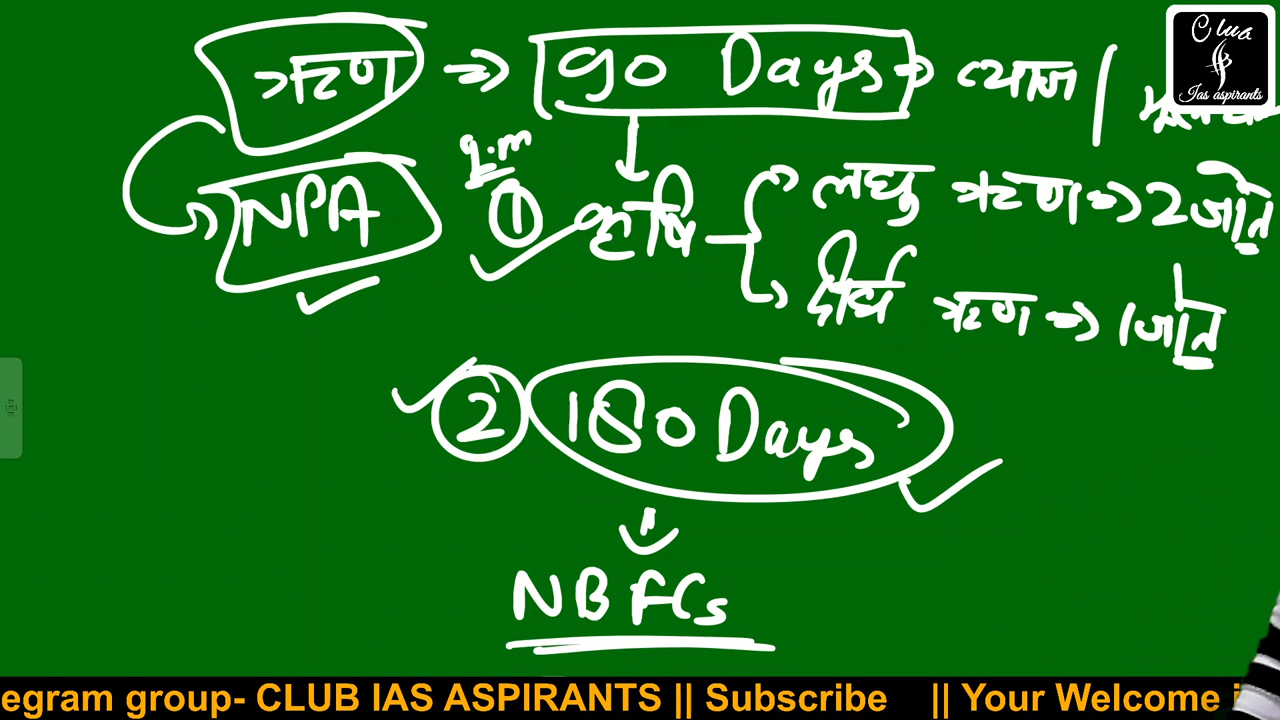 ऋण ⇒ 90 Days ⇒ ब्याज |
NPA
① कृषि
लघु ऋण ⇒ 2 जोत
दीर्घ ऋण ⇒ 1 जोत
② 180 Days
NBFCs
Club
Ias aspirants
egram group- CLUB IAS ASPIRANTS || Subscribe || Your Welcome i